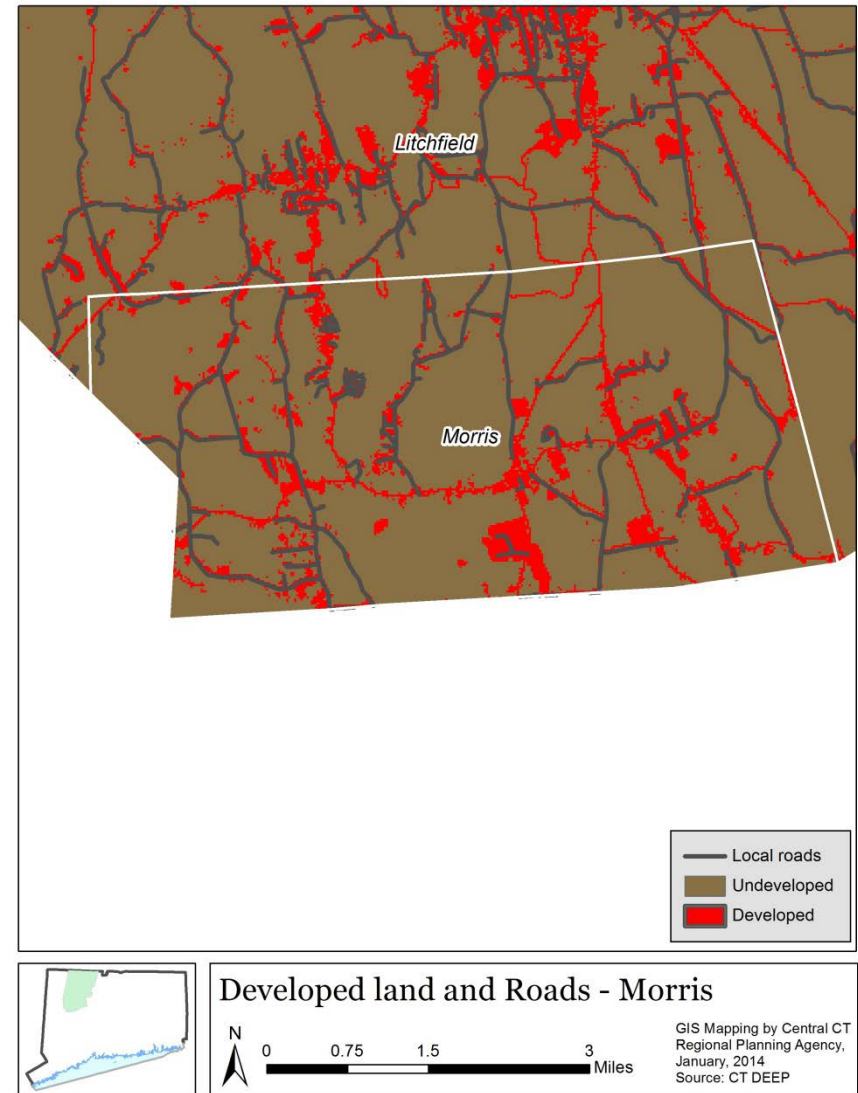 Litchfield
Morris
Local roads
Undeveloped
Developed
Developed land and Roads - Morris
N
0 0.75 1.5 3
Miles
GIS Mapping by Central CT
Regional Planning Agency,
January, 2014
Source: CT DEEP